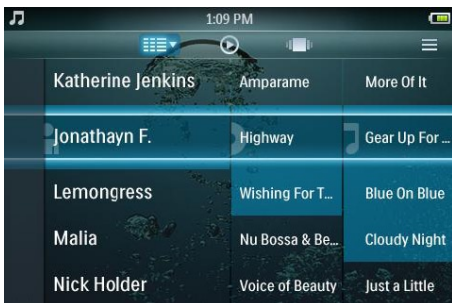 1:09 PM
Katherine Jenkins Amparame More Of It
Jonathayn F. Highway Gear Up For ...
Lemongress Wishing For T... Blue On Blue
Malia Nu Bossa & Be... Cloudy Night
Nick Holder Voice of Beauty Just a Little